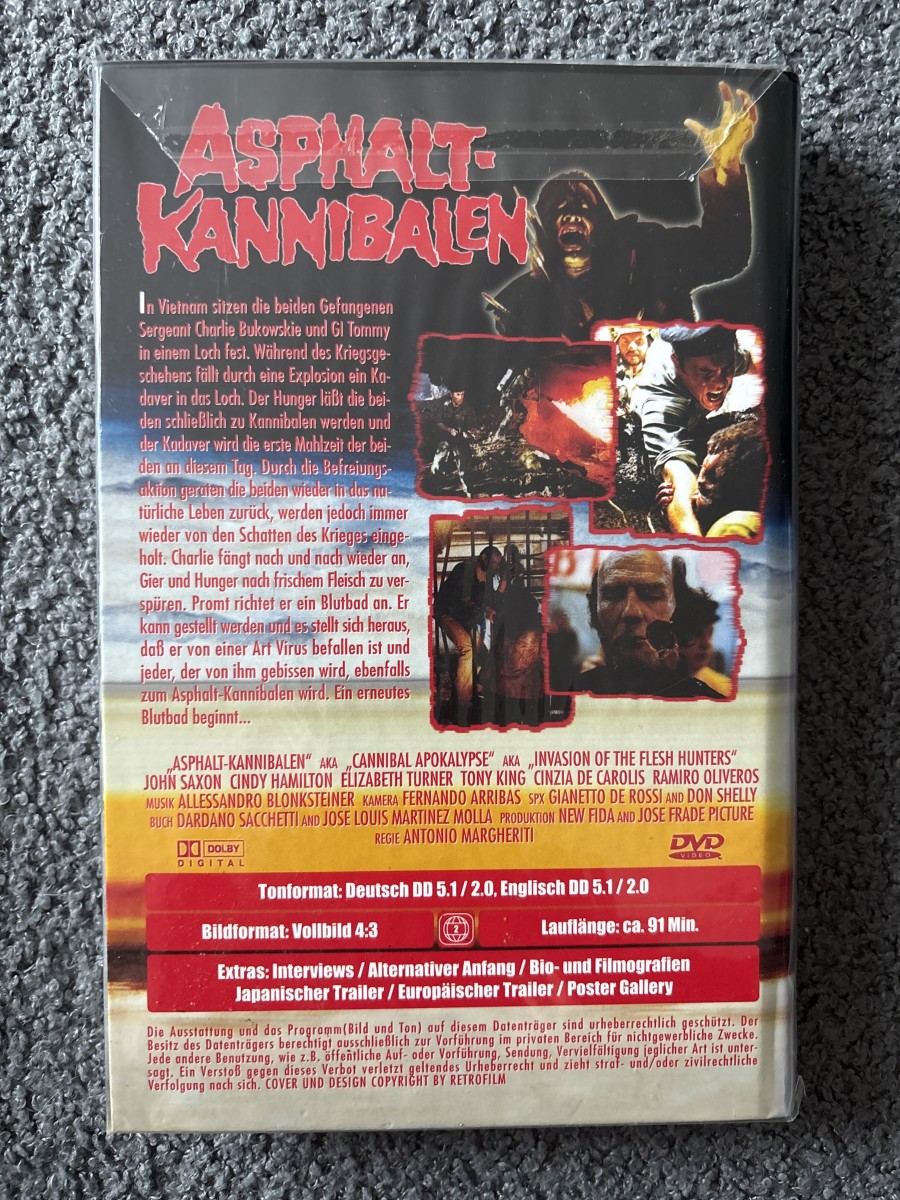 ASPHALT-
KANNIBALEN
In Vietnam sitzen die beiden Gefangenen
Sergeant Charlie Bukowskie und GI Tommy
in einem Loch fest. Während des Kriegsge-
schehens fällt durch eine Explosion ein Ka-
daver in das Loch. Der Hunger läßt die bei-
den schließlich zu Kannibalen werden und
der Kadaver wird die erste Mahlzeit der bei-
den an diesem Tag. Durch die Befreiungs-
aktion geraten die beiden wieder in das na-
türliche Leben zurück, werden jedoch immer
wieder von den Schatten des Krieges einge-
holt. Charlie fängt nach und nach wieder an,
Gier und Hunger nach frischem Fleisch zu ver-
spüren. Promt richtet er ein Blutbad an. Er
kann gestellt werden und es stellt sich heraus,
daß er von einer Art Virus befallen ist und
jeder, der von ihm gebissen wird, ebenfalls
zum Asphalt-Kannibalen wird. Ein erneutes
Blutbad beginnt...
„ASPHALT-KANNIBALEN" AKA „CANNIBAL APOKALYPSE" AKA „INVASION OF THE FLESH HUNTERS"
JOHN SAXON CINDY HAMILTON ELIZABETH TURNER TONY KING CINZIA DE CAROLIS RAMIRO OLIVEROS
MUSIK ALLESSANDRO BLONKSTEINER KAMERA FERNANDO ARRIBAS SPX GIANETTO DE ROSSI AND DON SHELLY
BUCH DARDANO SACCHETTI AND JOSE LOUIS MARTINEZ MOLLA PRODUKTION NEW FIDA AND JOSE FRADE PICTURE
REGIE ANTONIO MARGHERITI
DOLBY
DIGITAL
DVD
VIDEO
Tonformat: Deutsch DD 5.1 / 2.0, Englisch DD 5.1 / 2.0
Bildformat: Vollbild 4:3
2
Lauflänge: ca. 91 Min.
Extras: Interviews / Alternativer Anfang / Bio- und Filmografien
Japanischer Trailer / Europäischer Trailer / Poster Gallery
Die Ausstattung und das Programm(Bild und Ton) auf diesem Datenträger sind urheberrechtlich geschützt. Der
Besitz des Datenträgers berechtigt ausschließlich zur Vorführung im privaten Bereich für nichtgewerbliche Zwecke.
Jede andere Benutzung, wie z.B. öffentliche Auf- oder Vorführung, Sendung, Vervielfältigung jeglicher Art ist unter-
sagt. Ein Verstoß gegen dieses Verbot verletzt geltendes Urheberrecht und zieht straf- und/oder zivilrechtliche
Verfolgung nach sich. COVER UND DESIGN COPYRIGHT BY RETROFILM